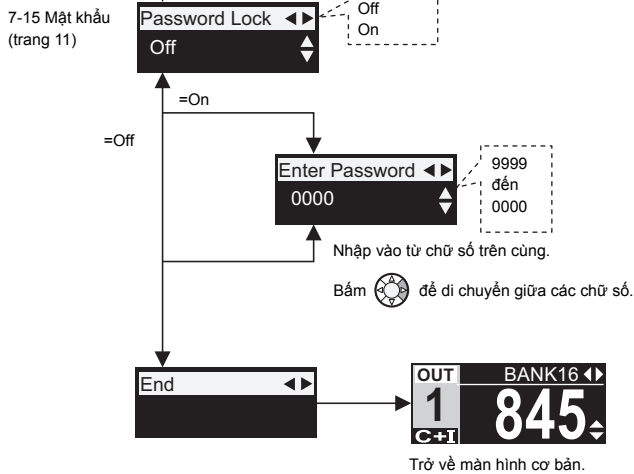 7-15 Mật khẩu
(trang 11)
Password Lock
Off
Off
On
=On
=Off
Enter Password
0000
9999
đến
0000
Nhập vào từ chữ số trên cùng.
Bấm để di chuyển giữa các chữ số.
End
OUT
BANK16
1
845
C+I
Trở về màn hình cơ bản.